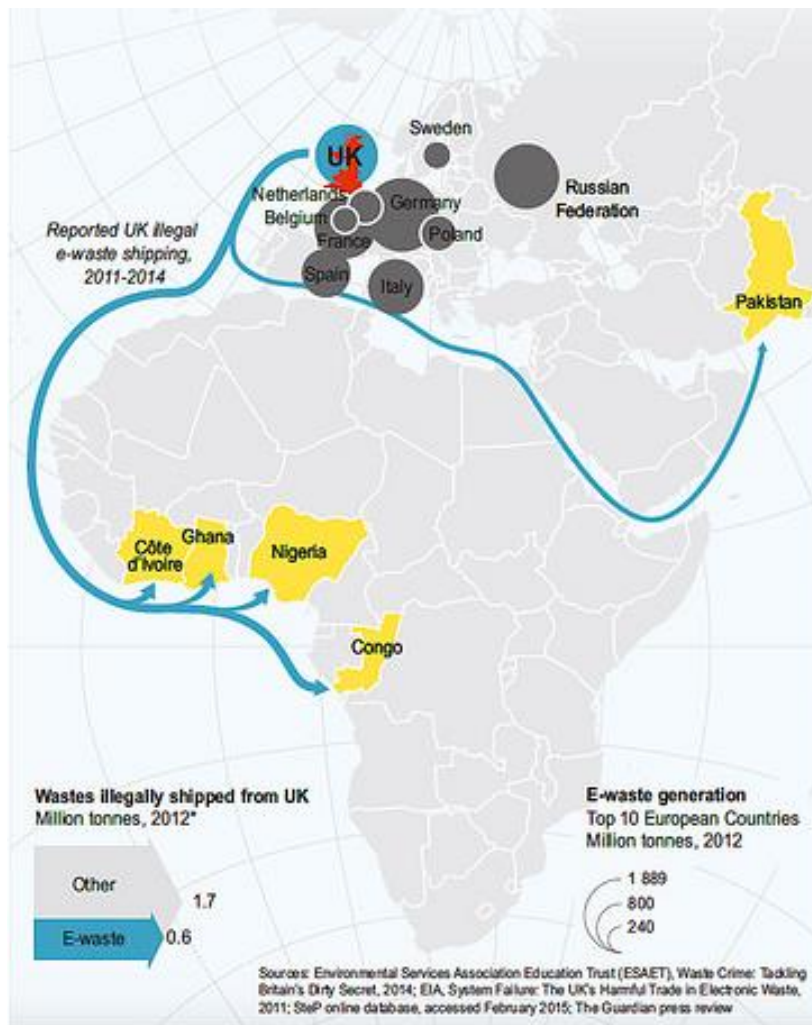 Sweden
UK
Russian
Federation
Netherlands
Germany
Belgium
France
Poland
Reported UK illegal
e-waste shipping,
2011-2014
Spain
Italy
Pakistan
Côte
d'Ivoire
Ghana
Nigeria
Congo
Wastes illegally shipped from UK
Million tonnes, 2012*
Other
1.7
E-waste
0.6
E-waste generation
Top 10 European Countries
Million tonnes, 2012
1 889
800
240
Sources: Environmental Services Association Education Trust (ESAET), Waste Crime: Tackling
Britain's Dirty Secret, 2014; EIA, System Failure: The UK's Harmful Trade in Electronic Waste,
2011; SteP online database, accessed February 2015; The Guardian press review